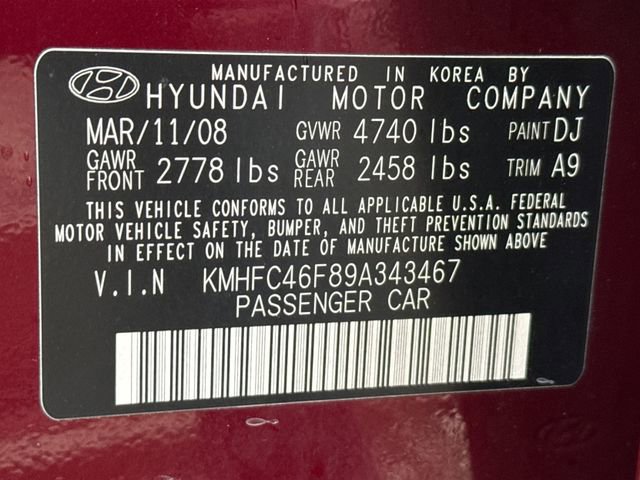 MANUFACTURED IN KOREA BY
HYUNDAI MOTOR COMPANY
MAR/11/08 GVWR 4740 lbs PAINT DJ
GAWR FRONT 2778 lbs GAWR REAR 2458 lbs TRIM A9
THIS VEHICLE CONFORMS TO ALL APPLICABLE U.S.A. FEDERAL
MOTOR VEHICLE SAFETY, BUMPER, AND THEFT PREVENTION STANDARDS
IN EFFECT ON THE DATE OF MANUFACTURE SHOWN ABOVE
V.I.N KMHFC46F89A343467
PASSENGER CAR